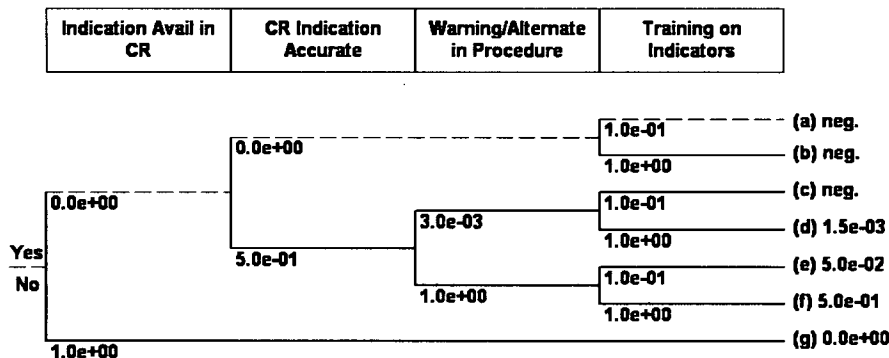 Indication Avail in CR Indication Warning/Alternate Training on
CR Accurate in Procedure Indicators
1.0e-01 (a) neg.
0.0e+00 1.0e+00 (b) neg.
0.0e+00 1.0e-01 (c) neg.
3.0e-03 1.0e+00 (d) 1.5e-03
Yes 5.0e-01 1.0e-01 (e) 5.0e-02
No 1.0e+00 1.0e+00 (f) 5.0e-01
1.0e+00 (g) 0.0e+00